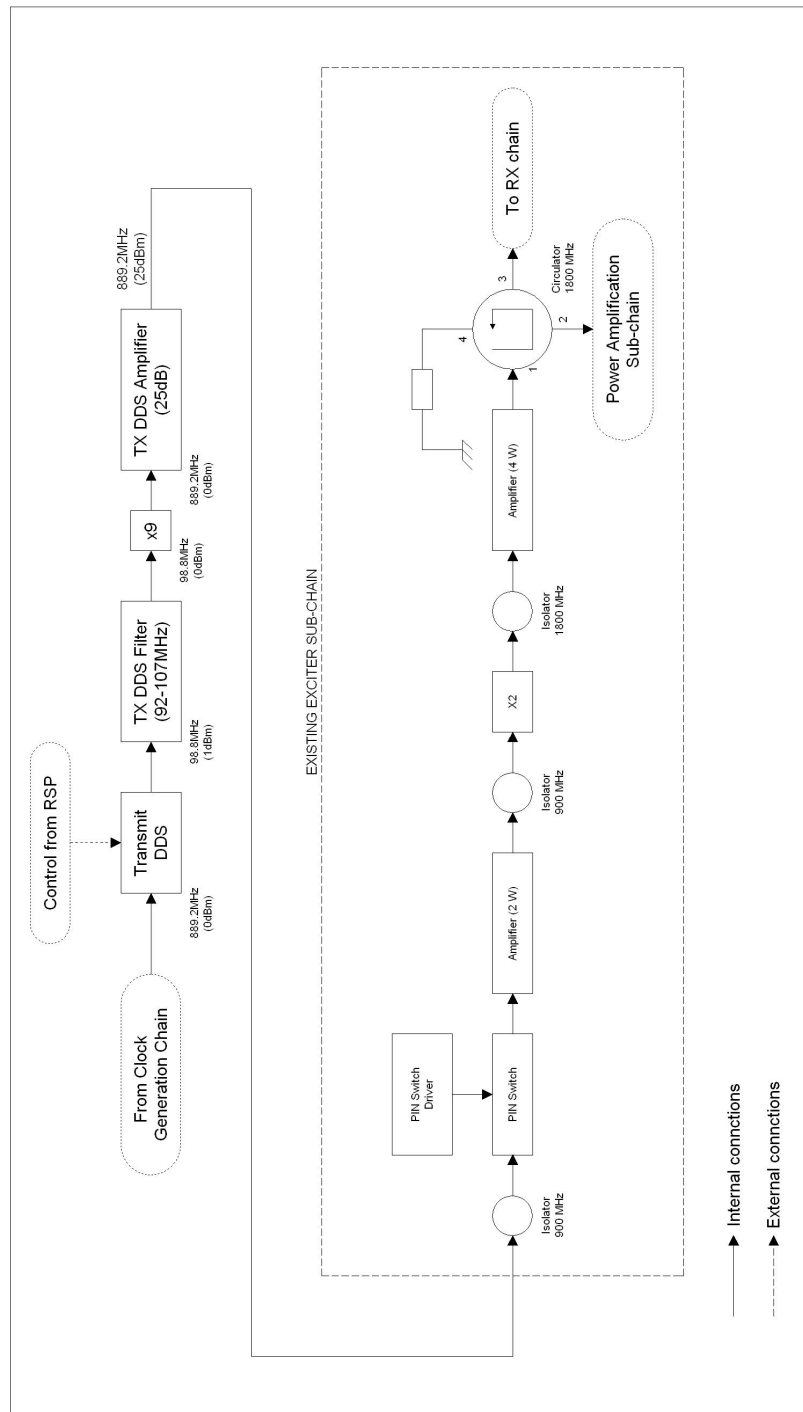 Control from RSP
From Clock
Generation Chain
889.2MHz
(0dBm)
Transmit
DDS
98.8MHz
(1dBm)
TX DDS Filter
(92-107MHz)
98.8MHz
(0dBm)
x9
889.2MHz
(0dBm)
TX DDS Amplifier
(25dB)
889.2MHz
(25dBm)
EXISTING EXCITER SUB-CHAIN
Isolator
900 MHz
PIN Switch
Driver
PIN Switch
Amplifier (2 W)
Isolator
900 MHz
X2
Isolator
1800 MHz
Amplifier (4 W)
1
2
3
4
Circulator
1800 MHz
To RX chain
Power Amplification
Sub-chain
Internal connctions
External connctions